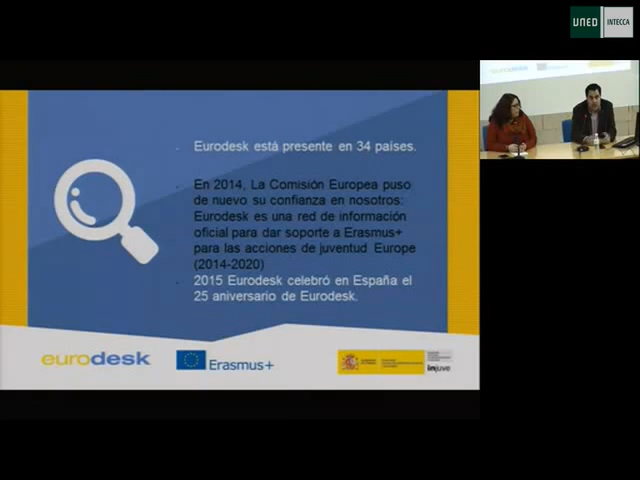 UNED
INTECCA
eurodesk
Eurodesk está presente en 34 países.
En 2014, La Comisión Europea puso
de nuevo su confianza en nosotros:
Eurodesk es una red de información
oficial para dar soporte a Erasmus+
para las acciones de juventud Europe
(2014-2020)
2015 Eurodesk celebró en España el
25 aniversario de Eurodesk.
eurodesk
Erasmus+
injuve